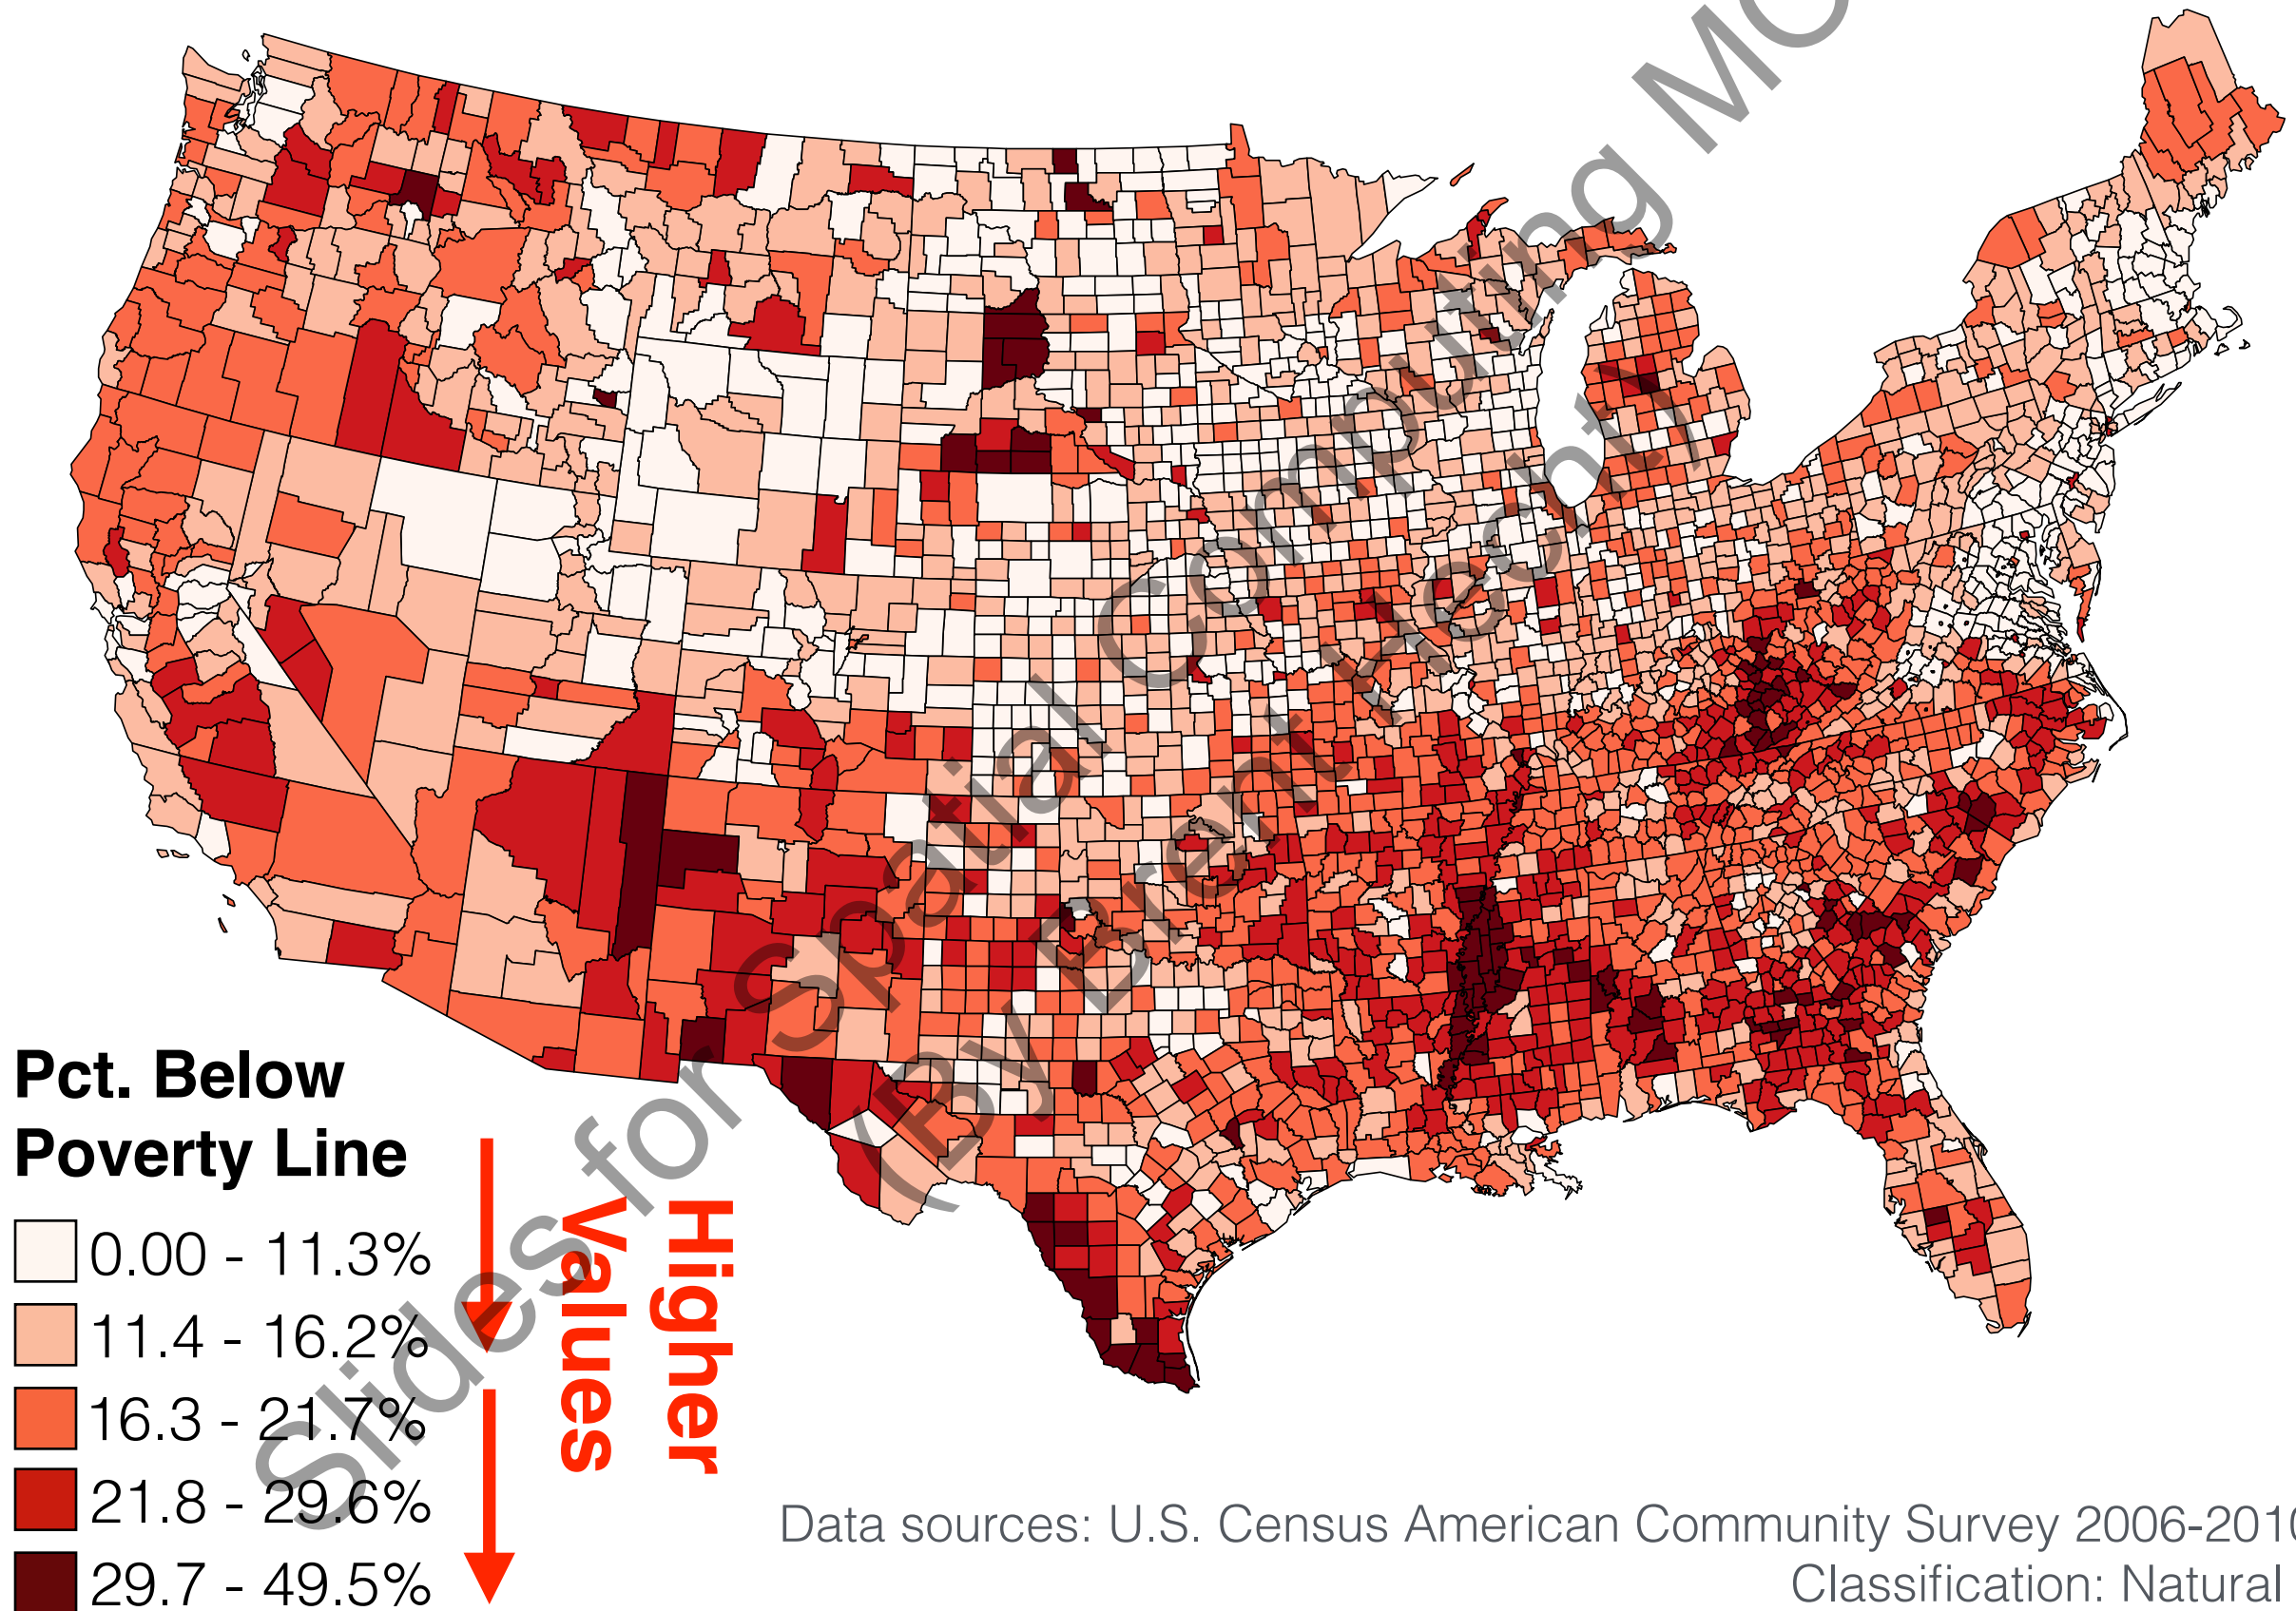 Pct. Below
Poverty Line
0.00 - 11.3%
11.4 - 16.2%
16.3 - 21.7%
21.8 - 29.6%
29.7 - 49.5%
Higher
Values
Slides for Spatial Computing MO
(By Brent Hecht)
Data sources: U.S. Census American Community Survey 2006-2010
Classification: Natural